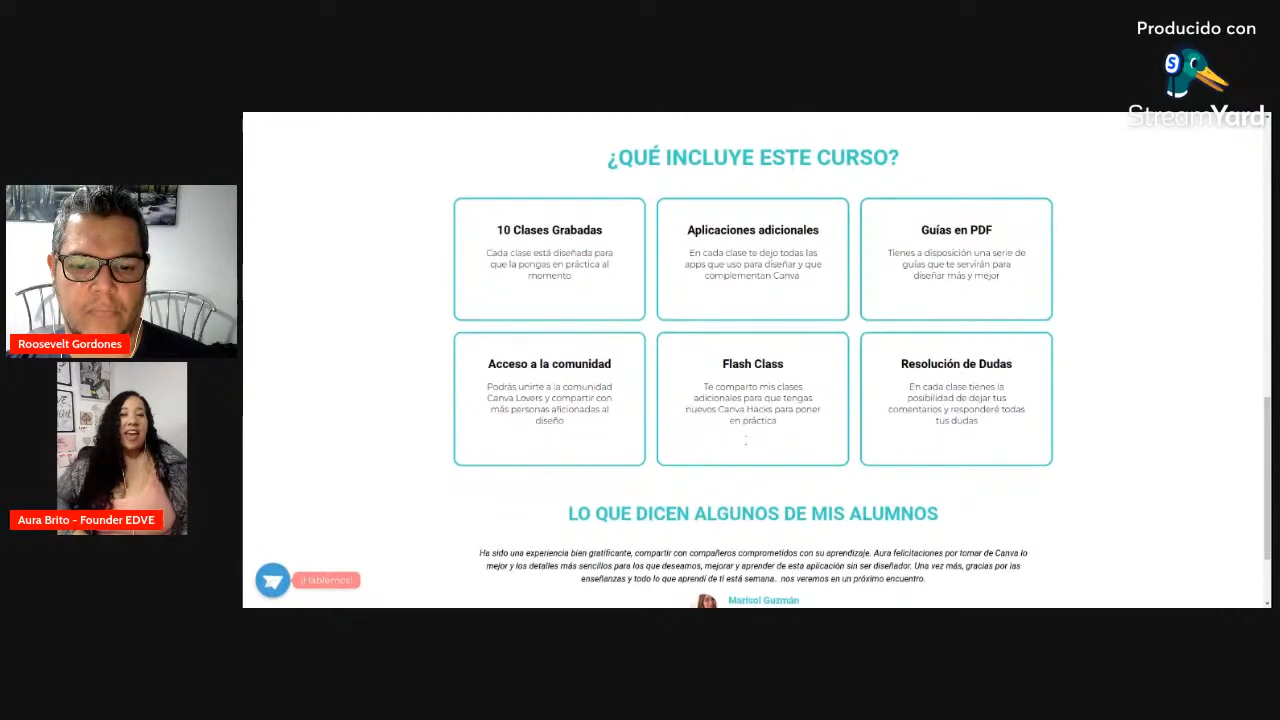 Producido con
StreamYard
¿QUÉ INCLUYE ESTE CURSO?
10 Clases Grabadas
Cada clase está diseñada para
que la pongas en práctica al
momento
Aplicaciones adicionales
En cada clase te dejo todas las
apps que uso para diseñar y que
complementan Canva
Guías en PDF
Tienes a disposición una serie de
guías que te servirán para
diseñar más y mejor
Acceso a la comunidad
Podrás unirte a la comunidad
Canva Lovers y compartir con
más personas aficionadas al
diseño
Flash Class
Te comparto mis clases
adicionales para que tengas
nuevos Canva Hacks para poner
en práctica
Resolución de Dudas
En cada clase tienes la
posibilidad de dejar tus
comentarios y responderé todas
tus dudas
LO QUE DICEN ALGUNOS DE MIS ALUMNOS
Ha sido una experiencia bien gratificante, compartir con compañeros comprometidos con su aprendizaje. Aura felicitaciones por tomar de Canva lo
mejor y los detalles más sencillos para los que deseamos, mejorar y aprender de esta aplicación sin ser diseñador. Una vez más, gracias por las
enseñanzas y todo lo que aprendí de ti está semana.. nos veremos en un próximo encuentro.
Marisol Guzmán
¡Hablemos!
Roosevelt Gordones
Aura Brito - Founder EDVE